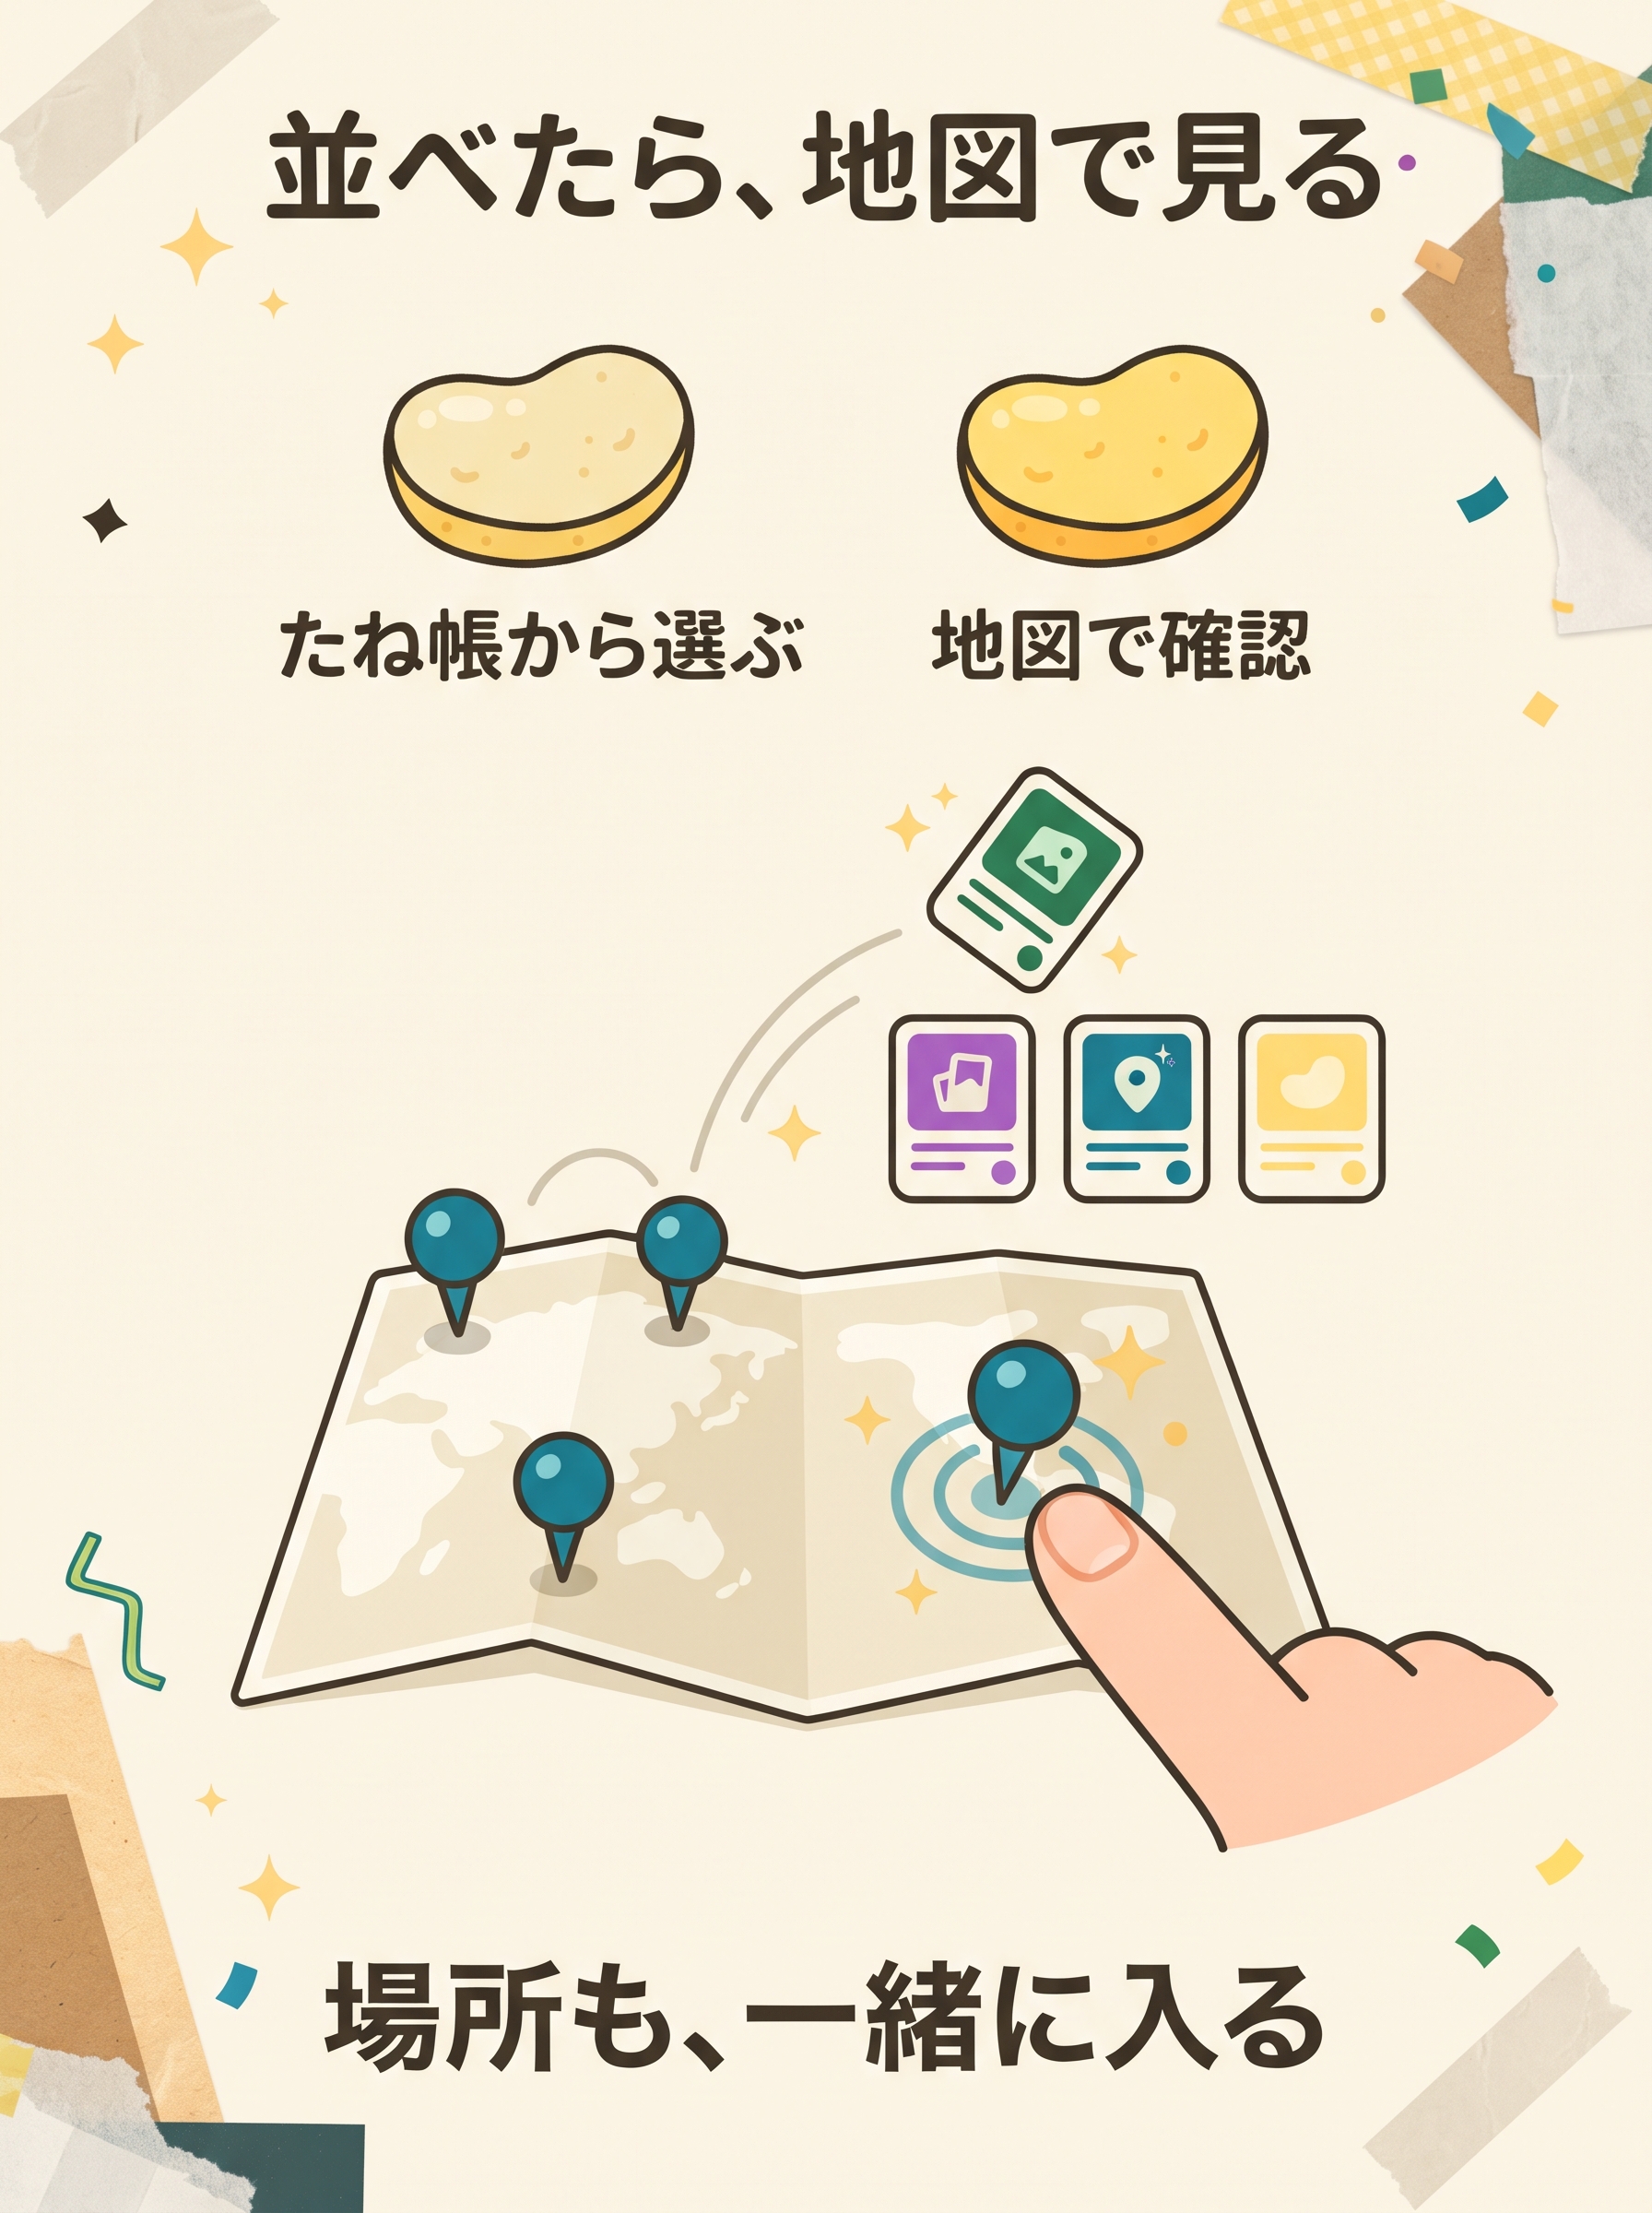 並べたら、地図で見る
たね帳から選ぶ
地図で確認
場所も、一緒に入る